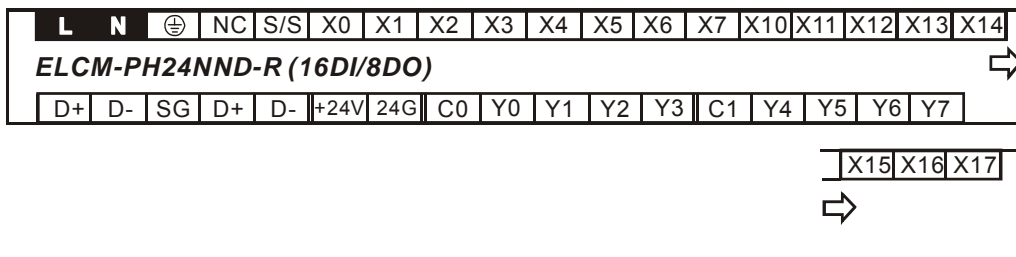 L N NC S/S X0 X1 X2 X3 X4 X5 X6 X7 X10 X11 X12 X13 X14
ELCM-PH24NND-R (16DI/8DO)
D+ D- SG D+ D- +24V 24G C0 Y0 Y1 Y2 Y3 C1 Y4 Y5 Y6 Y7
X15 X16 X17